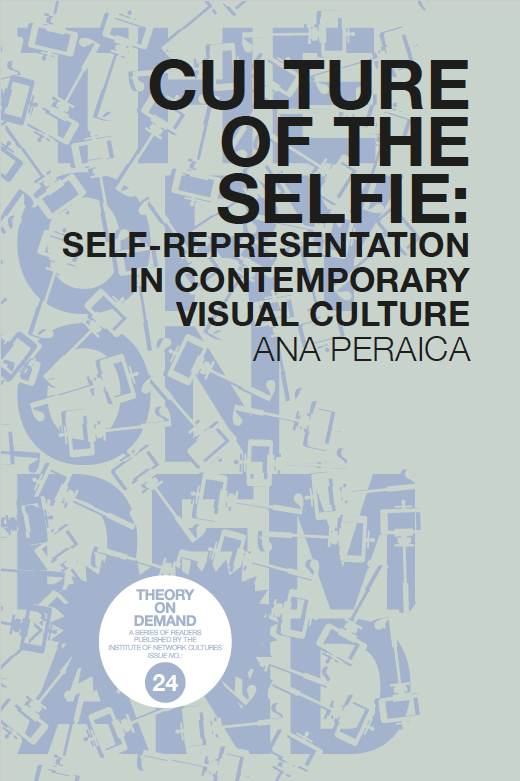 CULTURE
OF THE
SELFIE:
SELF-REPRESENTATION
IN CONTEMPORARY
VISUAL CULTURE
ANA PERAICA
THEORY
ON
DEMAND
A SERIES OF READERS
PUBLISHED BY THE
INSTITUTE OF NETWORK CULTURES
ISSUE NO.:
24